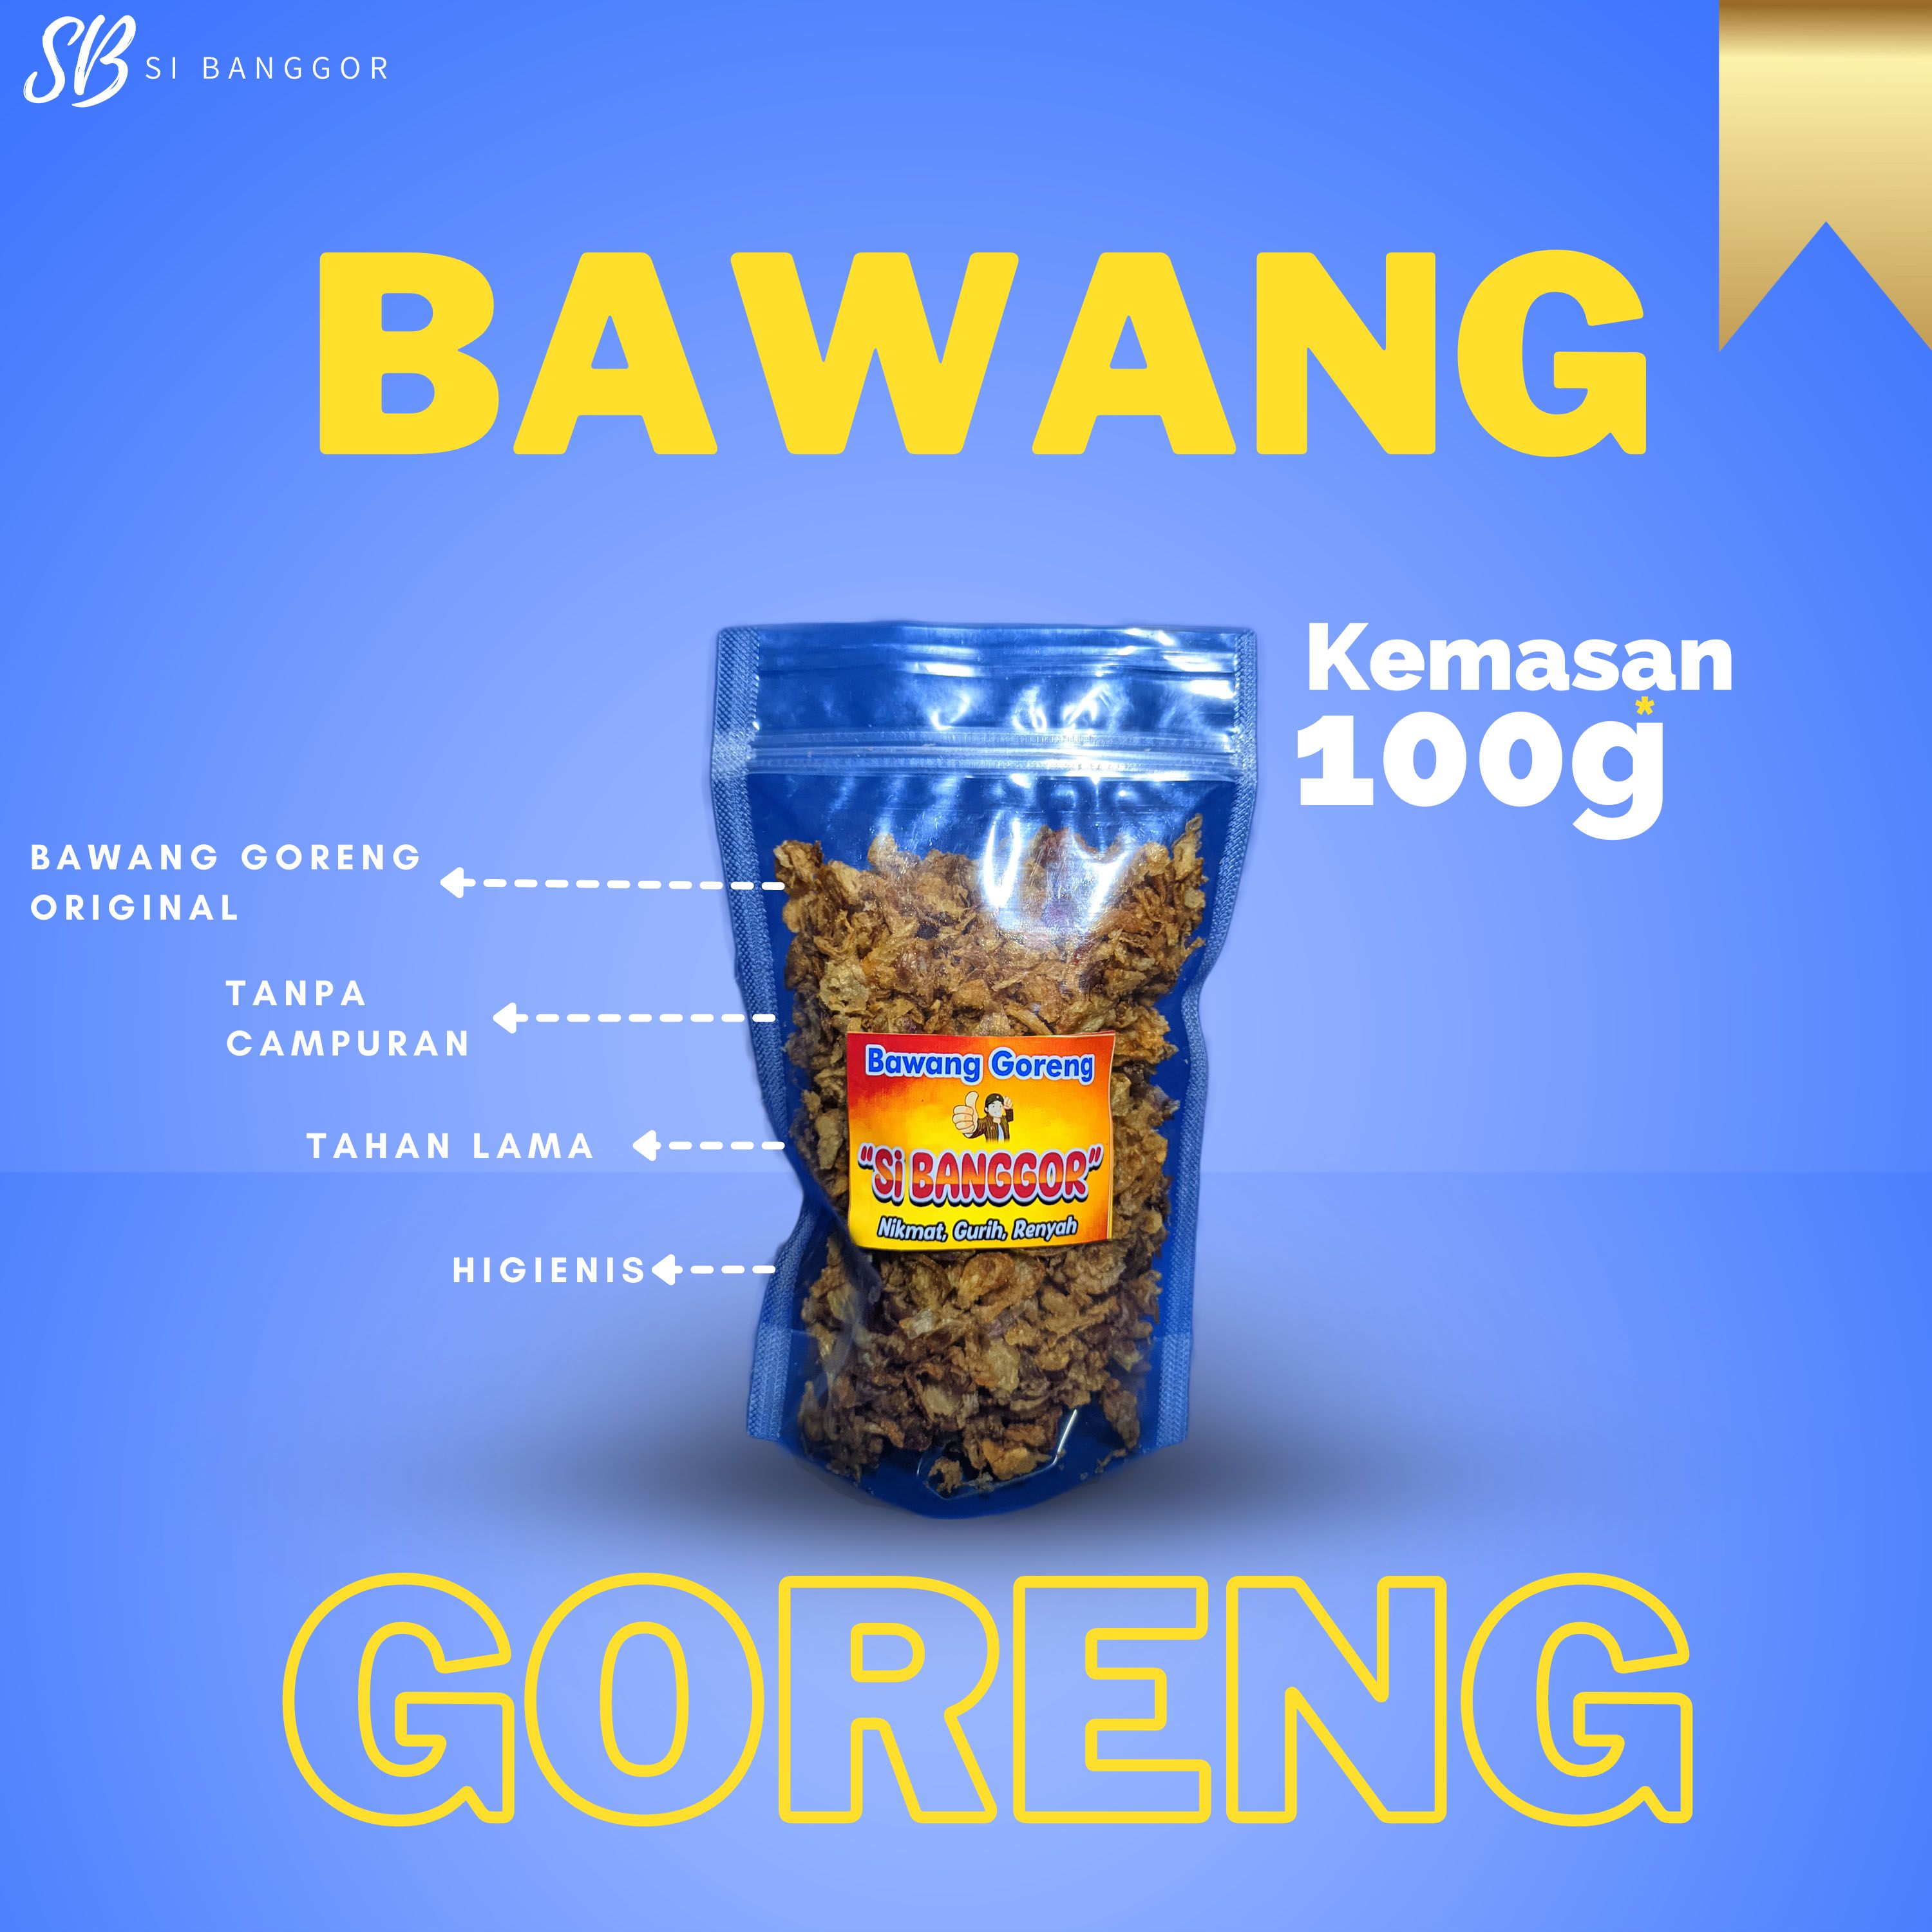 SB SI BANGGOR
BAWANG
Kemasan
100g*
BAWANG GORENG
ORIGINAL
TANPA
CAMPURAN
TAHAN LAMA
HIGIENIS
Bawang Goreng
"Si BANGGOR"
Nikmat, Gurih, Renyah
GORENG